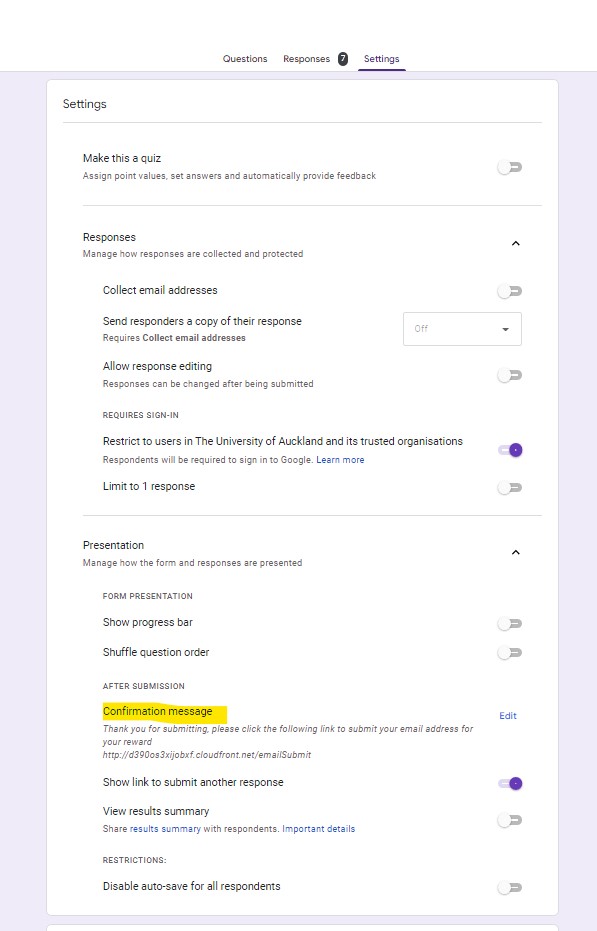 Questions Responses 7 Settings
Settings
Make this a quiz
Assign point values, set answers and automatically provide feedback
Responses
Manage how responses are collected and protected
Collect email addresses
Send responders a copy of their response
Requires Collect email addresses
Off
Allow response editing
Responses can be changed after being submitted
REQUIRES SIGN-IN
Restrict to users in The University of Auckland and its trusted organisations
Respondents will be required to sign in to Google. Learn more
Limit to 1 response
Presentation
Manage how the form and responses are presented
FORM PRESENTATION
Show progress bar
Shuffle question order
AFTER SUBMISSION
Confirmation message
Edit
Thank you for submitting, please click the following link to submit your email address for
your reward
http://d390os3xijobxf.cloudfront.net/emailSubmit
Show link to submit another response
View results summary
Share results summary with respondents. Important details
RESTRICTIONS:
Disable auto-save for all respondents